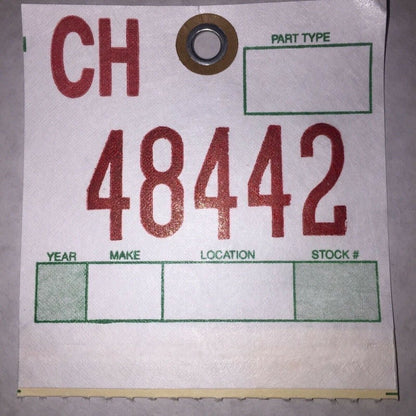 CH
PART TYPE
48442
YEAR MAKE LOCATION STOCK #